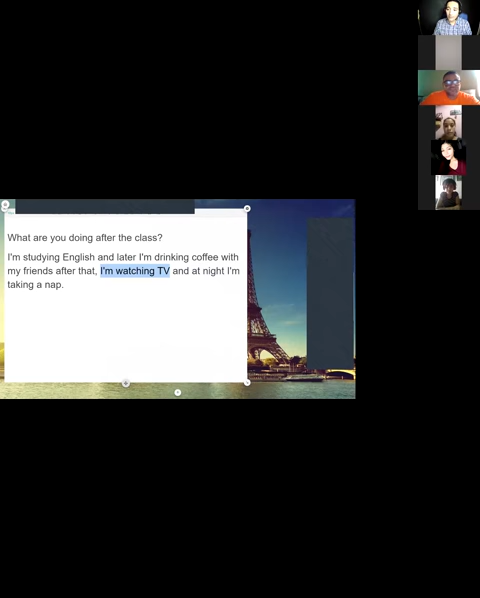 What are you doing after the class?
I'm studying English and later I'm drinking coffee with
my friends after that, I'm watching TV and at night I'm
taking a nap.